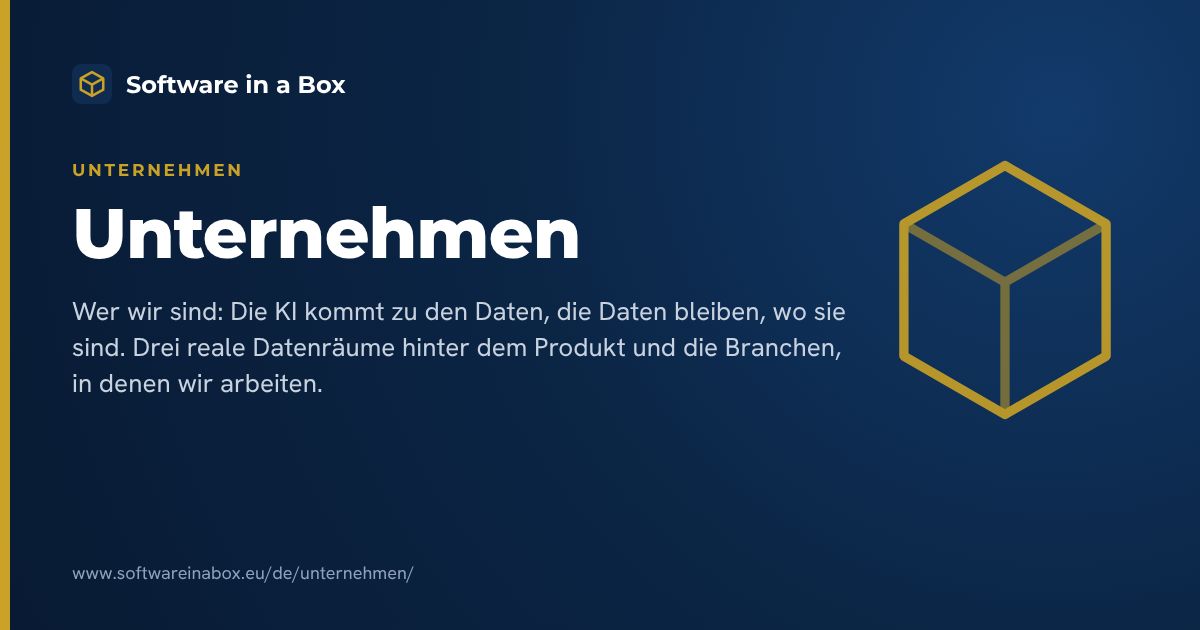 Software in a Box
UNTERNEHMEN
Unternehmen
Wer wir sind: Die KI kommt zu den Daten, die Daten bleiben, wo sie
sind. Drei reale Datenräume hinter dem Produkt und die Branchen,
in denen wir arbeiten.
www.softwareinabox.eu/de/unternehmen/